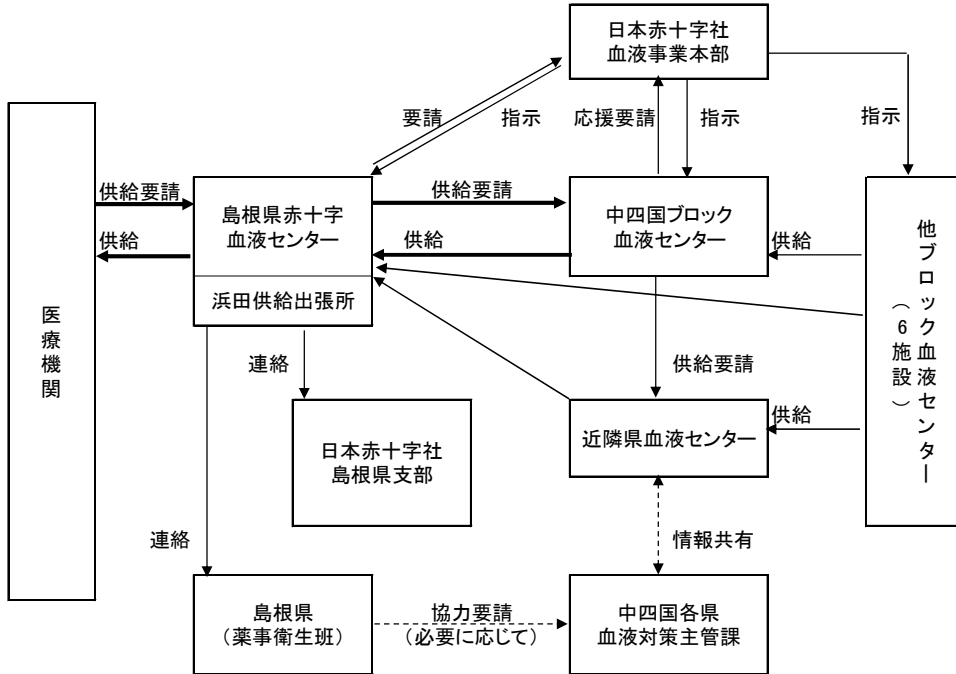 日本赤十字社
血液事業本部
要請
指示
応援要請
指示
指示
供給要請
島根県赤十字
血液センター
供給要請
中四国ブロック
血液センター
供給
供給
供給
浜田供給出張所
医療機関
他ブロック血液センター
（6施設）
連絡
供給要請
日本赤十字社
島根県支部
近隣県血液センター
供給
連絡
情報共有
島根県
（薬事衛生班）
協力要請
（必要に応じて）
中四国各県
血液対策主管課